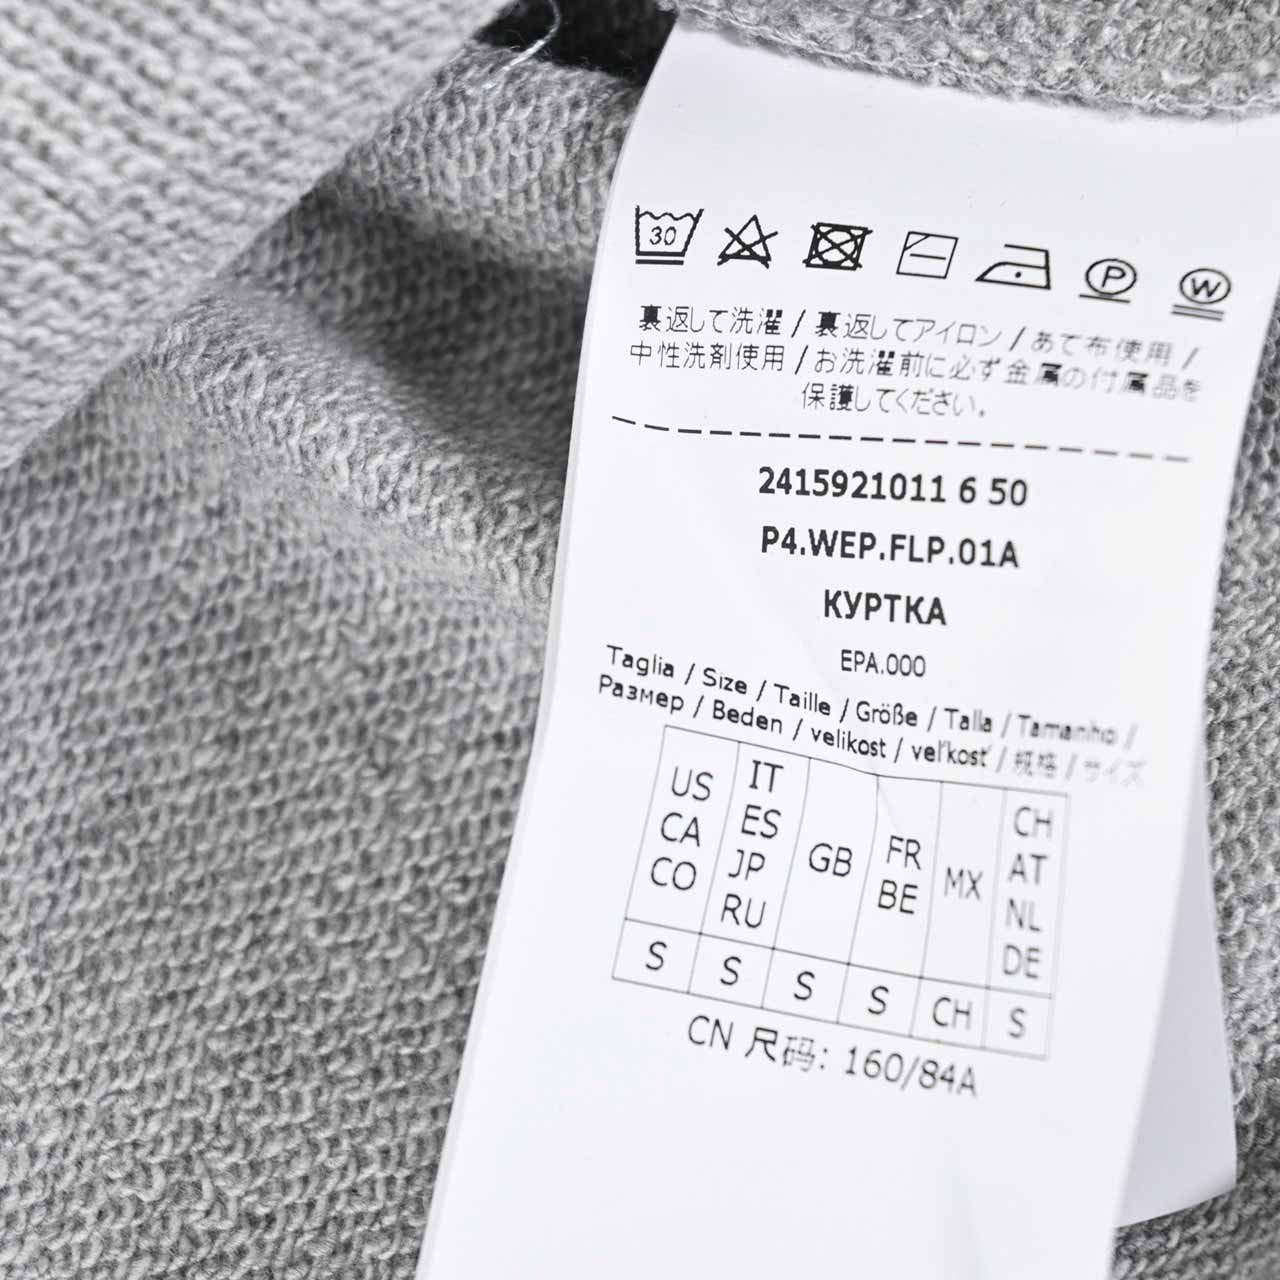 30
P
W
裏返して洗濯 / 裏返してアイロン / あて布使用 /
中性洗剤使用 / お洗濯前に必ず金属の付属品を
保護してください。
2415921011 6 50
P4.WEP.FLP.01A
КУРТКА
EPA.000
Taglia / Size / Taille / Größe / Talla / Tamanho /
Размер / Beden / velikost / veľkosť / 规格 / サイズ
US CA CO
IT ES JP RU
GB
FR BE
MX
CH AT NL DE
S S S S CH S
CN 尺码: 160/84A